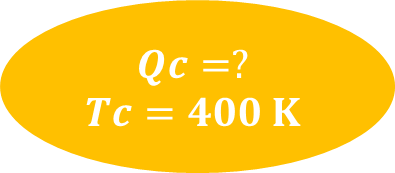 Qc =?
Tc = 400 K